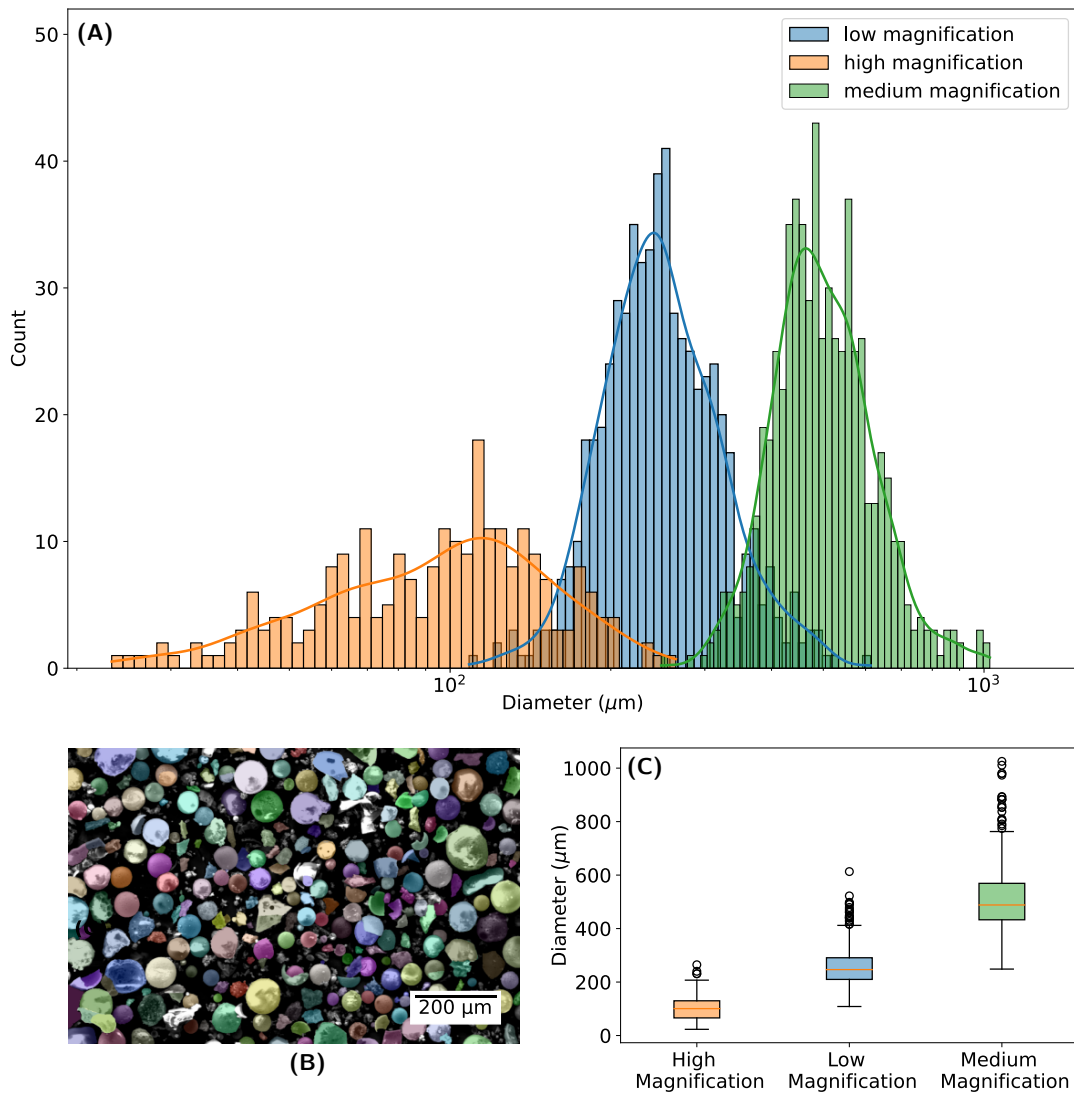 (A)
low magnification
high magnification
medium magnification
50
40
30
20
10
0
Count
10²
10³
Diameter (μm)
200 μm
(B)
(C)
1000
800
600
400
200
0
Diameter (μm)
High
Magnification
Low
Magnification
Medium
Magnification